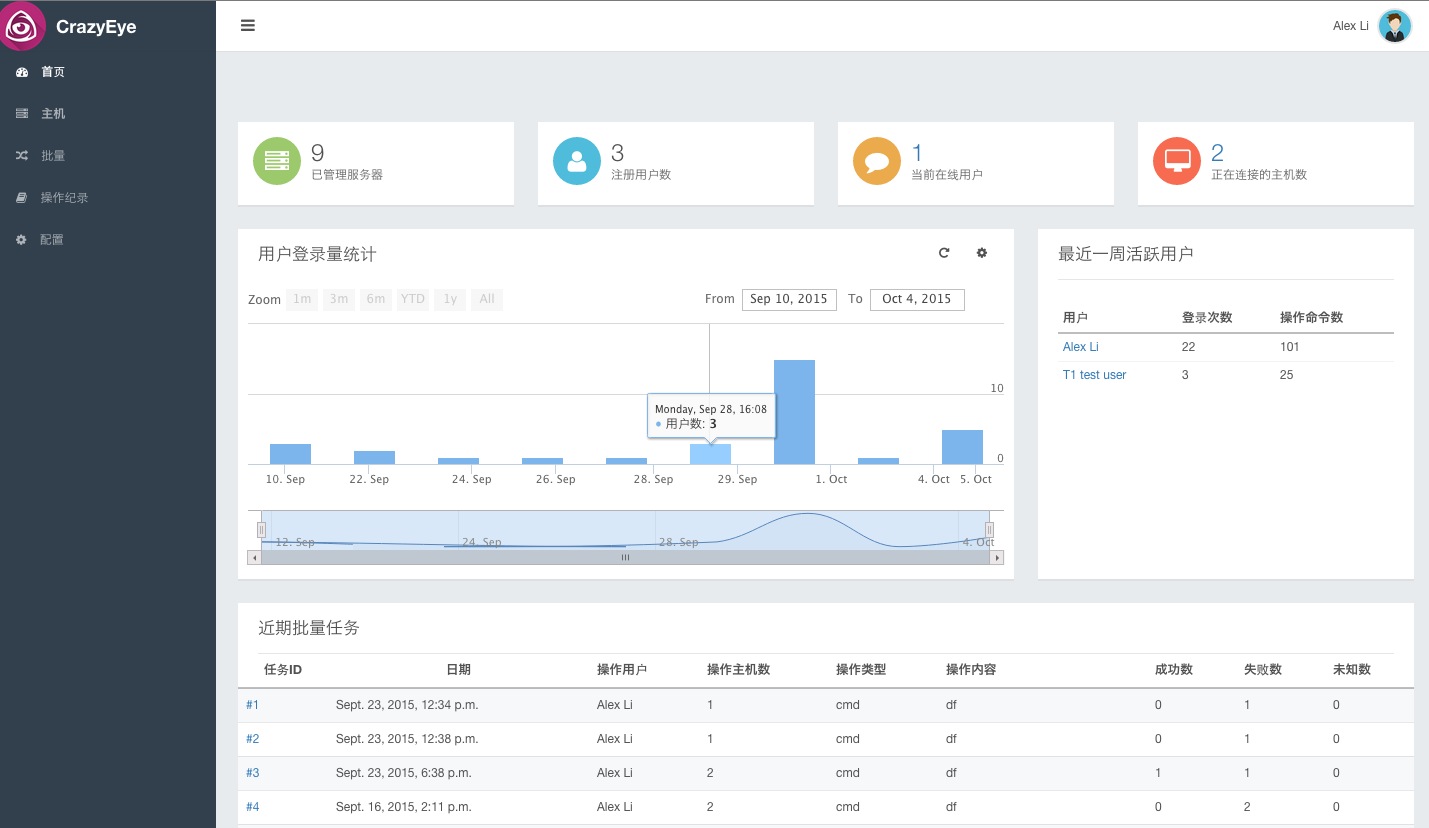 CrazyEye
Alex Li
首页
主机
批量
操作纪录
配置
9
已管理服务器
3
注册用户数
1
当前在线用户
2
正在连接的主机数
用户登录量统计
Zoom 1m 3m 6m YTD 1y All From Sep 10, 2015 To Oct 4, 2015
10
Monday, Sep 28, 16:08
用户数: 3
0
10. Sep 22. Sep 24. Sep 26. Sep 28. Sep 29. Sep 1. Oct 4. Oct 5. Oct
12. Sep 24. Sep 28. Sep 4. Oct
最近一周活跃用户
用户 登录次数 操作命令数
Alex Li 22 101
T1 test user 3 25
近期批量任务
任务ID 日期 操作用户 操作主机数 操作类型 操作内容 成功数 失败数 未知数
#1 Sept. 23, 2015, 12:34 p.m. Alex Li 1 cmd df 0 1 0
#2 Sept. 23, 2015, 12:38 p.m. Alex Li 1 cmd df 0 1 0
#3 Sept. 23, 2015, 6:38 p.m. Alex Li 2 cmd df 1 1 0
#4 Sept. 16, 2015, 2:11 p.m. Alex Li 2 cmd df 0 2 0